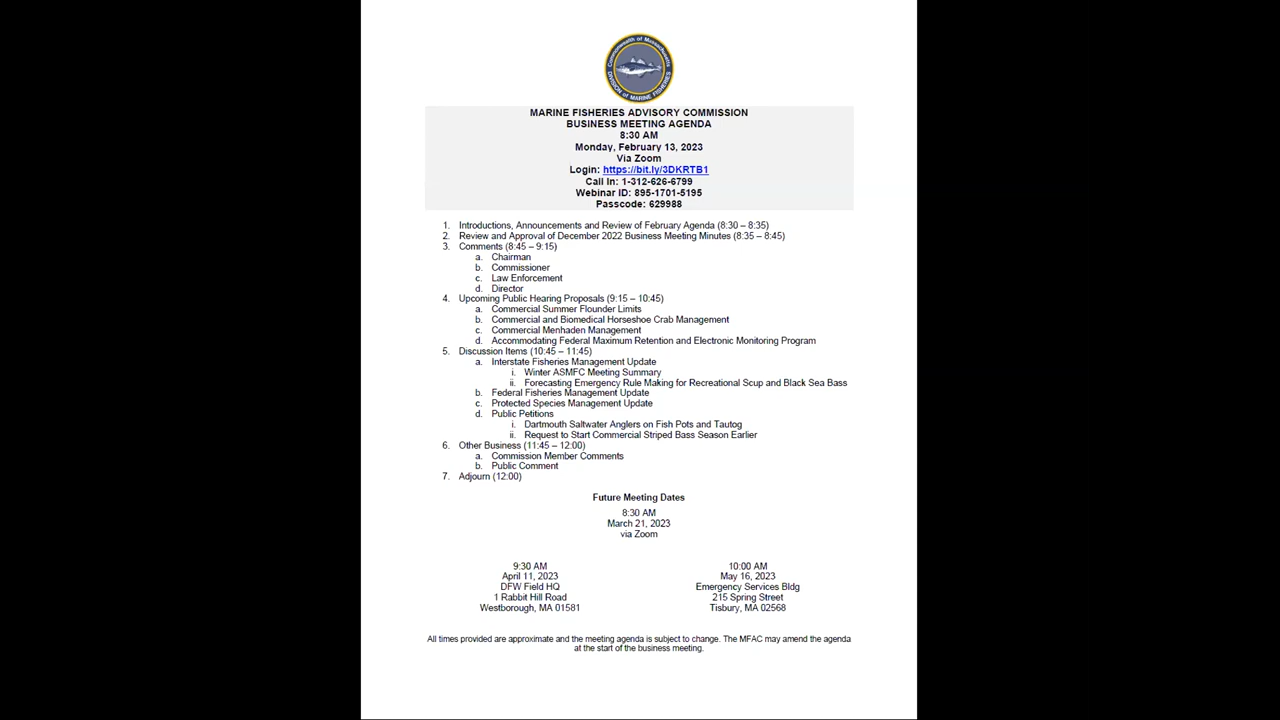 Commonwealth of Massachusetts
DIVISION of MARINE FISHERIES
MARINE FISHERIES ADVISORY COMMISSION
BUSINESS MEETING AGENDA
8:30 AM
Monday, February 13, 2023
Via Zoom
Login: https://bit.ly/3DKRTB1
Call In: 1-312-626-6799
Webinar ID: 895-1701-5195
Passcode: 629988
1. Introductions, Announcements and Review of February Agenda (8:30 – 8:35)
2. Review and Approval of December 2022 Business Meeting Minutes (8:35 – 8:45)
3. Comments (8:45 – 9:15)
a. Chairman
b. Commissioner
c. Law Enforcement
d. Director
4. Upcoming Public Hearing Proposals (9:15 – 10:45)
a. Commercial Summer Flounder Limits
b. Commercial and Biomedical Horseshoe Crab Management
c. Commercial Menhaden Management
d. Accommodating Federal Maximum Retention and Electronic Monitoring Program
5. Discussion Items (10:45 – 11:45)
a. Interstate Fisheries Management Update
i. Winter ASMFC Meeting Summary
ii. Forecasting Emergency Rule Making for Recreational Scup and Black Sea Bass
b. Federal Fisheries Management Update
c. Protected Species Management Update
d. Public Petitions
i. Dartmouth Saltwater Anglers on Fish Pots and Tautog
ii. Request to Start Commercial Striped Bass Season Earlier
6. Other Business (11:45 – 12:00)
a. Commission Member Comments
b. Public Comment
7. Adjourn (12:00)
Future Meeting Dates
8:30 AM
March 21, 2023
via Zoom
9:30 AM
April 11, 2023
DFW Field HQ
1 Rabbit Hill Road
Westborough, MA 01581
10:00 AM
May 16, 2023
Emergency Services Bldg
215 Spring Street
Tisbury, MA 02568
All times provided are approximate and the meeting agenda is subject to change. The MFAC may amend the agenda
at the start of the business meeting.